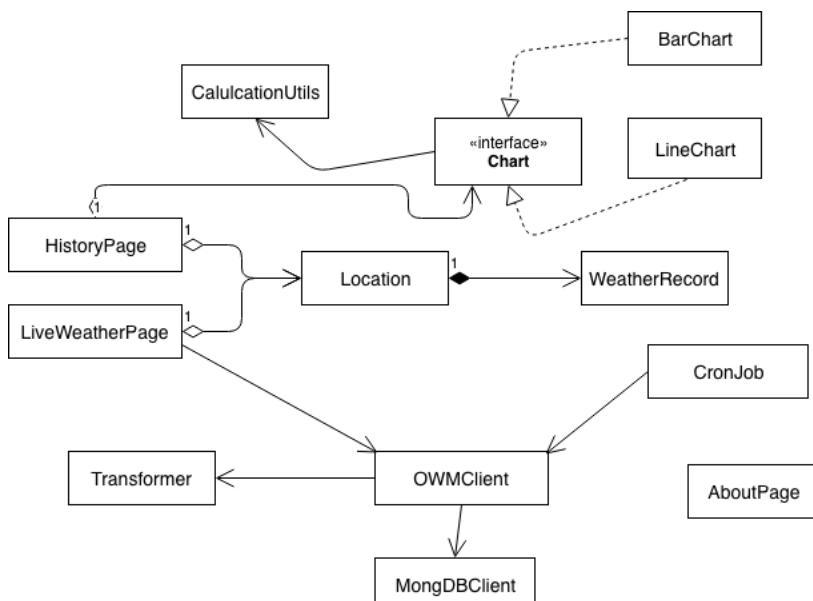 BarChart
CalulcationUtils
«interface»
Chart
LineChart
1
HistoryPage
1
Location
1
WeatherRecord
LiveWeatherPage
1
CronJob
Transformer
OWMClient
AboutPage
MongDBClient